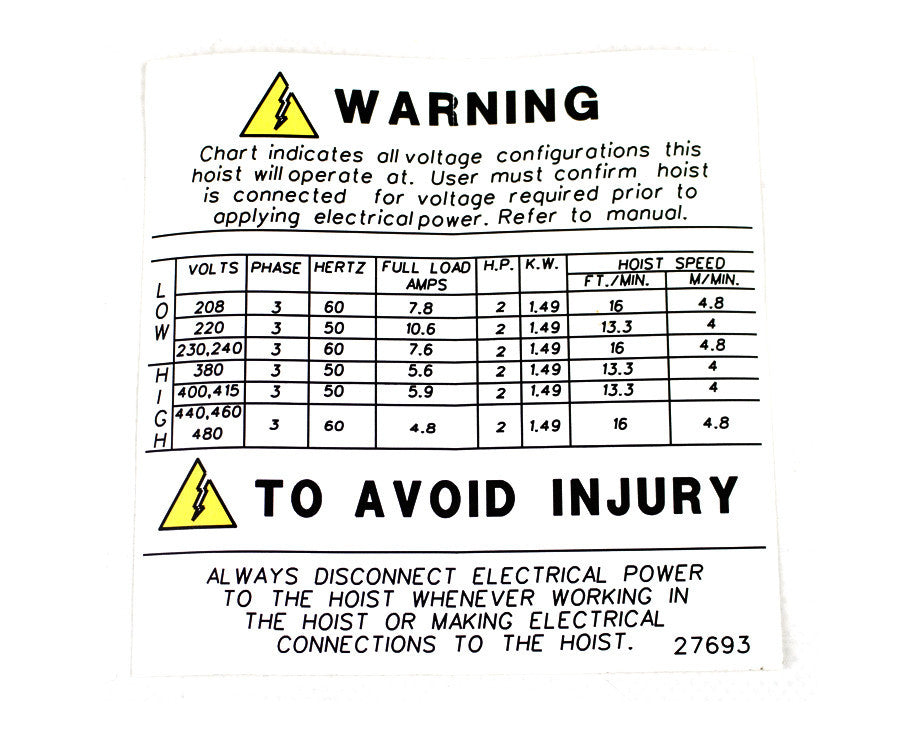 WARNING
Chart indicates all voltage configurations this
hoist will operate at. User must confirm hoist
is connected for voltage required prior to
applying electrical power. Refer to manual.
VOLTS PHASE HERTZ FULL LOAD AMPS H.P. K.W. HOIST SPEED
FT./MIN. M/MIN.
LOW
208 3 60 7.8 2 1.49 16 4.8
220 3 50 10.6 2 1.49 13.3 4
230,240 3 60 7.6 2 1.49 16 4.8
HIGH
380 3 50 5.6 2 1.49 13.3 4
400,415 3 50 5.9 2 1.49 13.3 4
440,460 480 3 60 4.8 2 1.49 16 4.8
TO AVOID INJURY
ALWAYS DISCONNECT ELECTRICAL POWER
TO THE HOIST WHENEVER WORKING IN
THE HOIST OR MAKING ELECTRICAL
CONNECTIONS TO THE HOIST. 27693